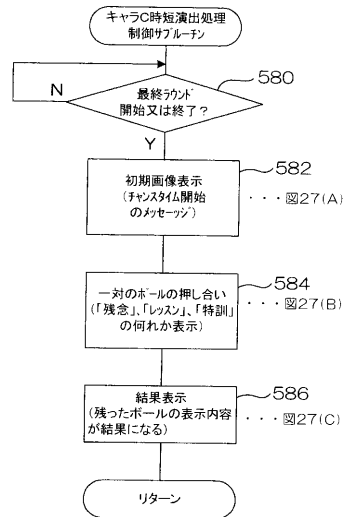 キャラC時短演出処理
制御サブルーチン
580
最終ラウンド
開始又は終了？
N
Y
582
初期画像表示
(チャンスタイム開始
のメッセージ)
・・・図27(A)
584
一対のボールの押し合い
(「残念」、「レッスン」、「特訓」
の何れか表示)
・・・図27(B)
586
結果表示
(残ったボールの表示内容
が結果になる)
・・・図27(C)
リターン